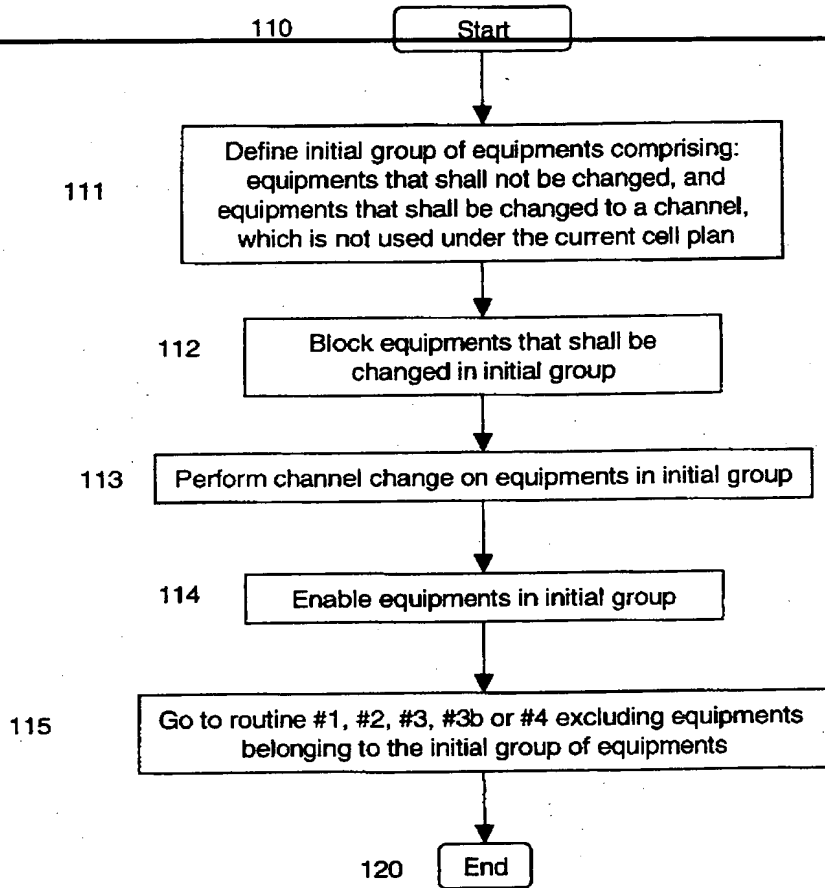 110 Start
111
Define initial group of equipments comprising:
equipments that shall not be changed, and
equipments that shall be changed to a channel,
which is not used under the current cell plan
112
Block equipments that shall be
changed in initial group
113 Perform channel change on equipments in initial group
114 Enable equipments in initial group
115
Go to routine #1, #2, #3, #3b or #4 excluding equipments
belonging to the initial group of equipments
120 End